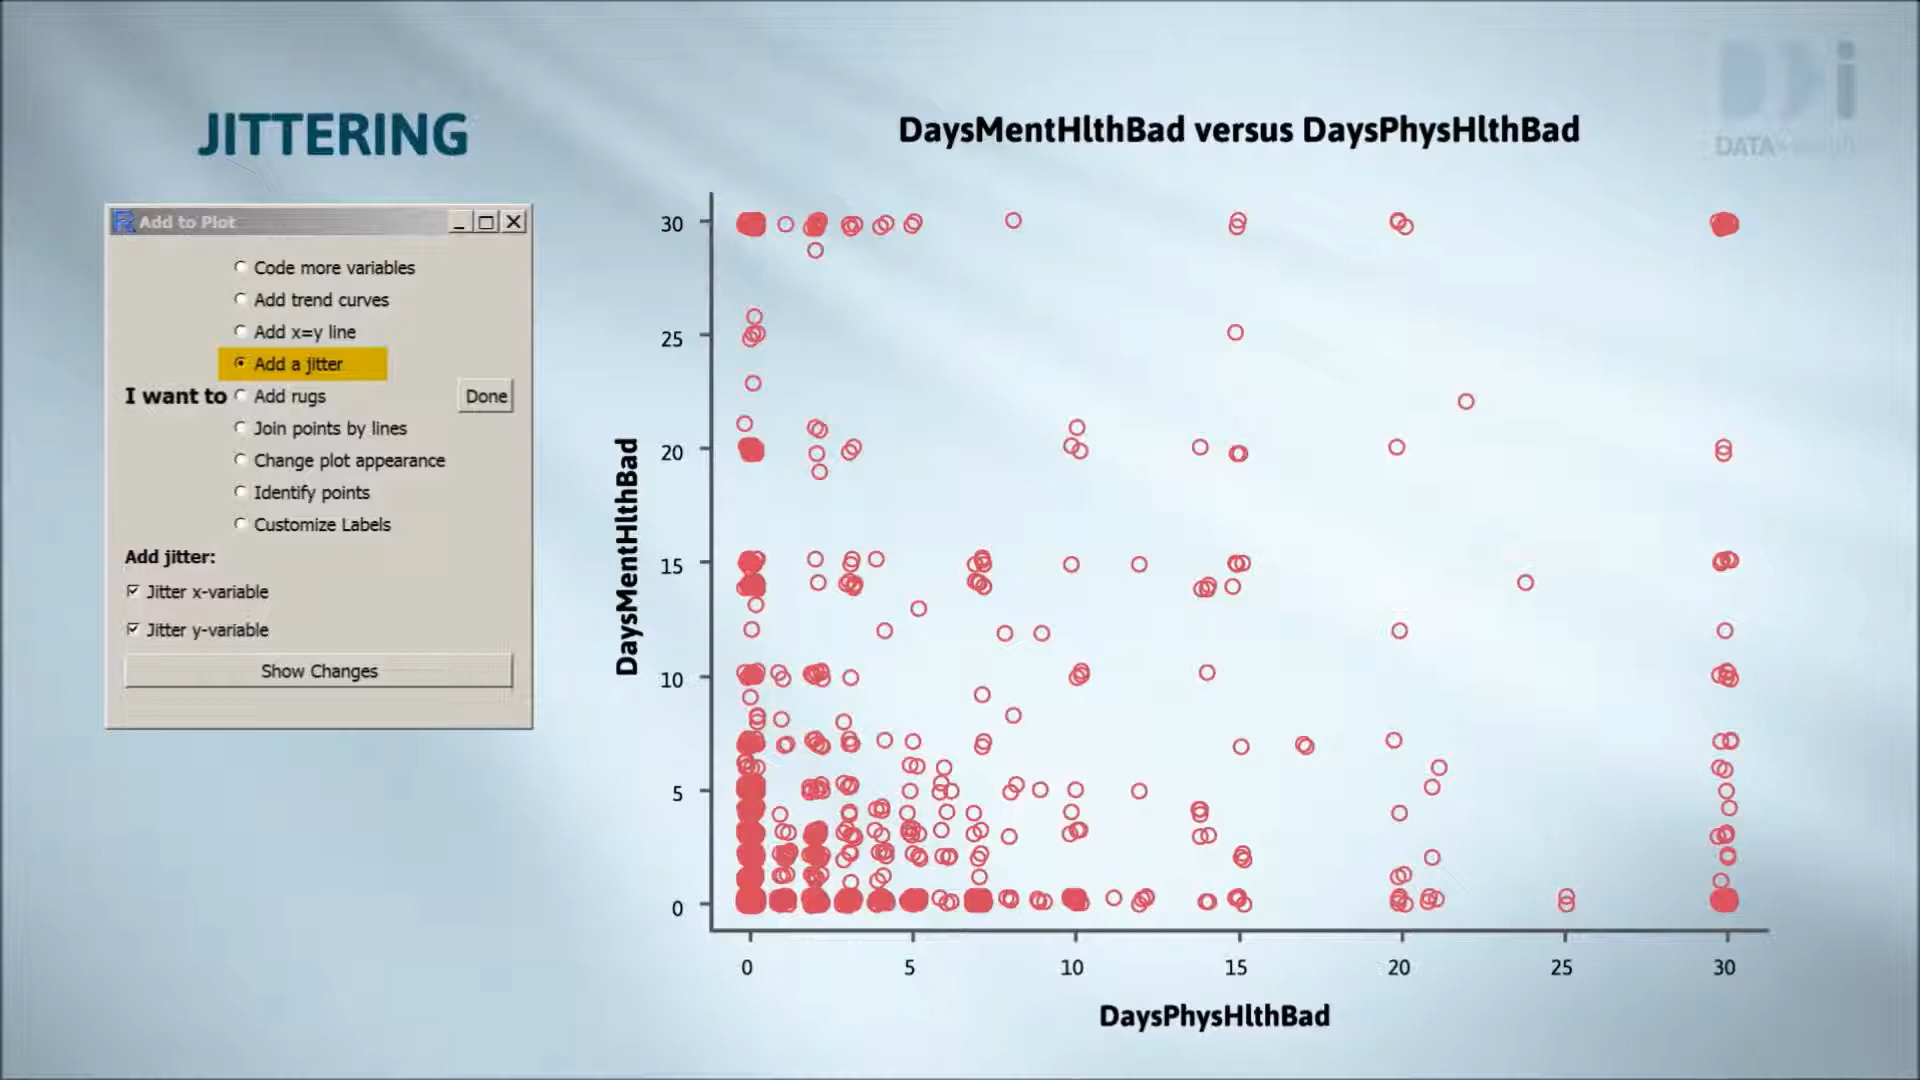 JITTERING
Add to Plot
Code more variables
Add trend curves
Add x=y line
Add a jitter
I want to
Add rugs
Done
Join points by lines
Change plot appearance
Identify points
Customize Labels
Add jitter:
Jitter x-variable
Jitter y-variable
Show Changes
DaysMentHlthBad versus DaysPhysHlthBad
DATA
DaysMentHlthBad
30
25
20
15
10
5
0
0 5 10 15 20 25 30
DaysPhysHlthBad